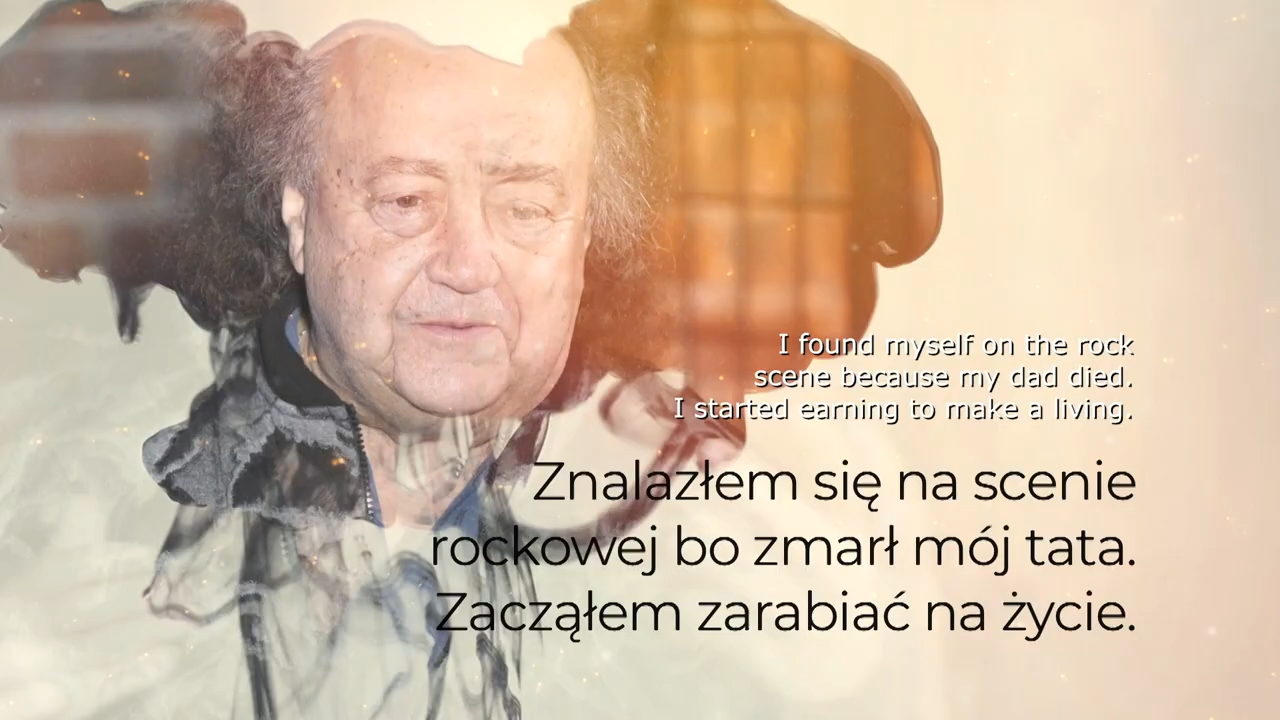 I found myself on the rock
scene because my dad died.
I started earning to make a living.
Znalazłem się na scenie
rockowej bo zmarł mój tata.
Zacząłem zarabiać na życie.